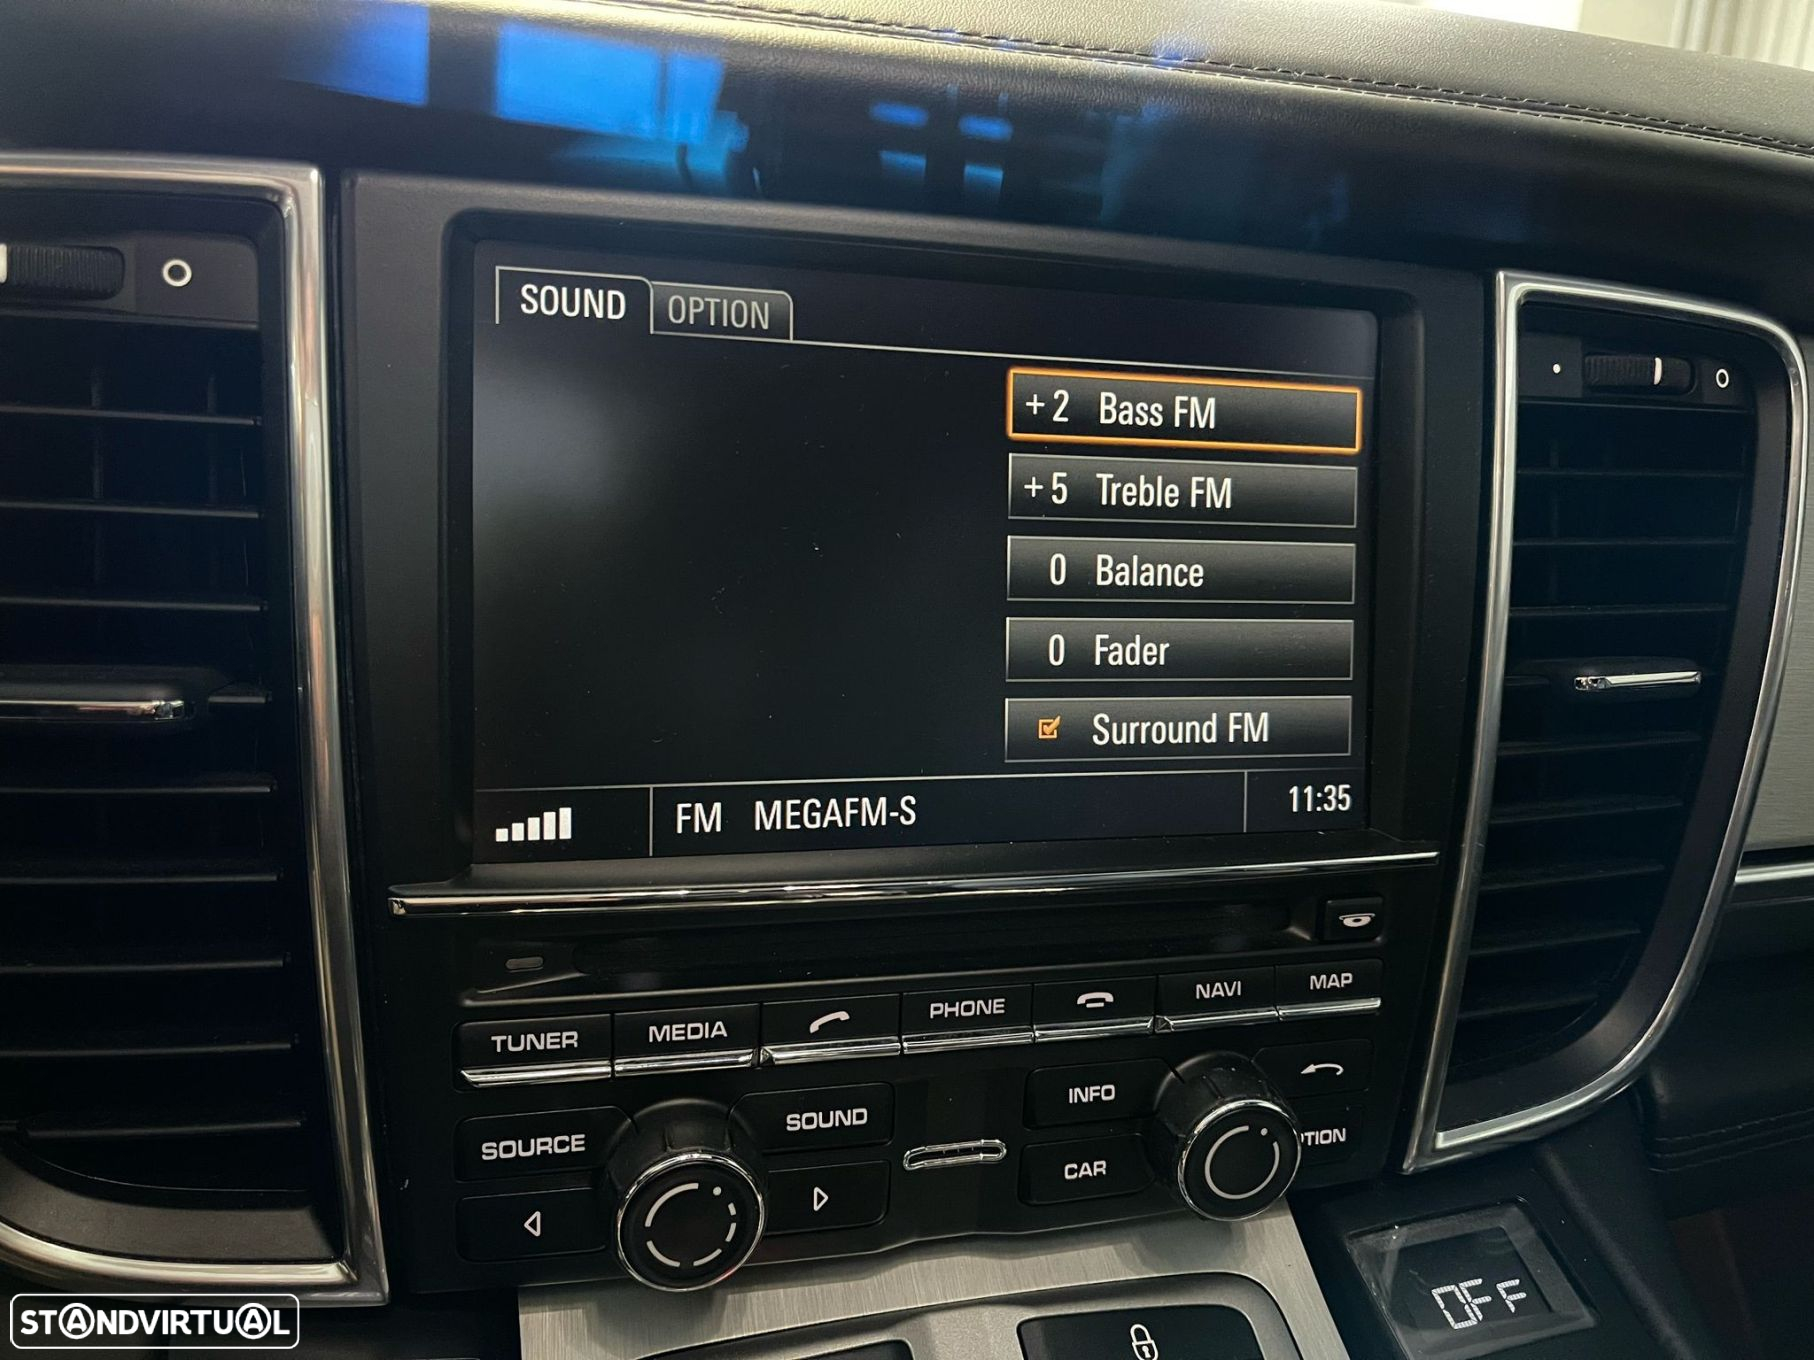 SOUND OPTION
+ 2 Bass FM
+ 5 Treble FM
0 Balance
0 Fader
Surround FM
FM MEGAFM-S 11:35
TUNER MEDIA PHONE NAVI MAP
SOURCE SOUND INFO
CAR PTION
OFF
STANDVIRTUAL